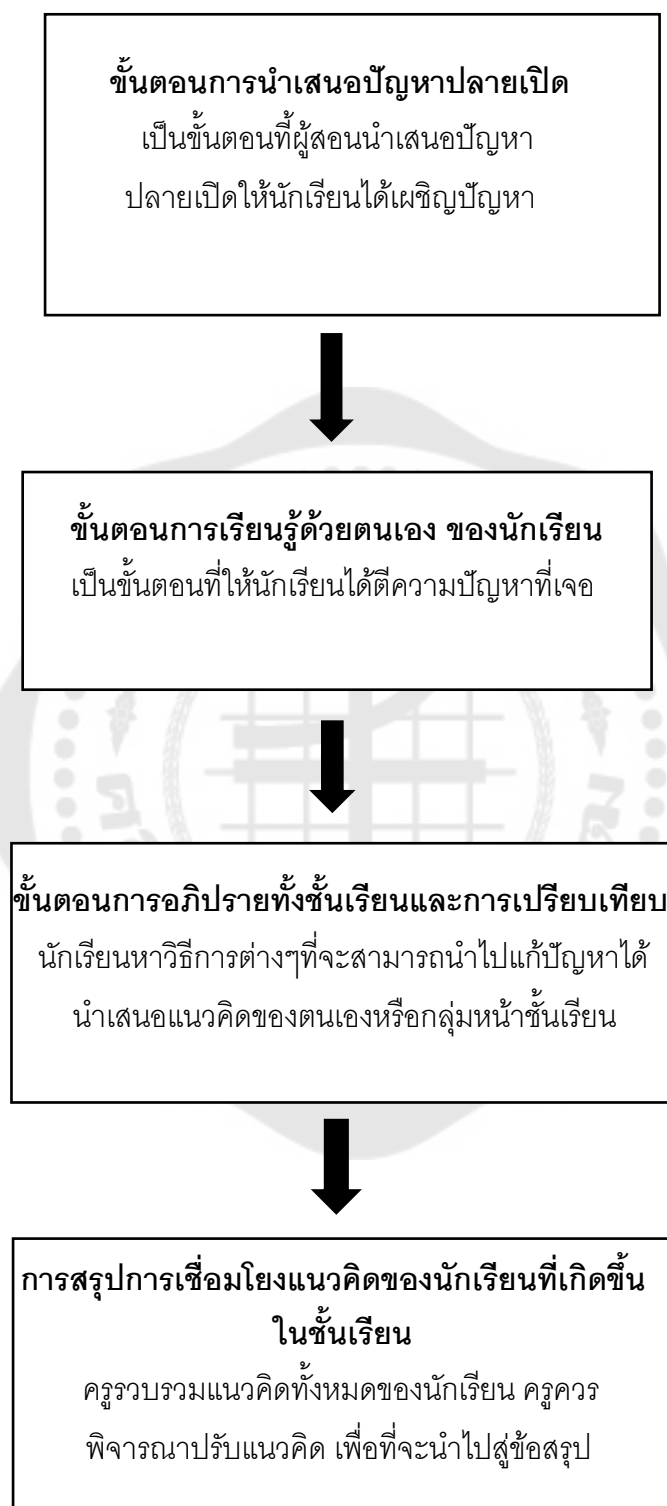 ขั้นตอนการนำเสนอปัญหาปลายเปิด
เป็นขั้นตอนที่ผู้สอนนำเสนอปัญหา
ปลายเปิดให้นักเรียนได้เผชิญปัญหา
ขั้นตอนการเรียนรู้ด้วยตนเอง ของนักเรียน
เป็นขั้นตอนที่ให้นักเรียนได้ตีความปัญหาที่เจอ
ขั้นตอนการอภิปรายทั้งชั้นเรียนและการเปรียบเทียบ
นักเรียนหาวิธีการต่างๆที่จะสามารถนำไปแก้ปัญหาได้
นำเสนอแนวคิดของตนเองหรือกลุ่มหน้าชั้นเรียน
การสรุปการเชื่อมโยงแนวคิดของนักเรียนที่เกิดขึ้น
ในชั้นเรียน
ครูรวบรวมแนวคิดทั้งหมดของนักเรียน ครูควร
พิจารณาปรับแนวคิด เพื่อที่จะนำไปสู่ข้อสรุป